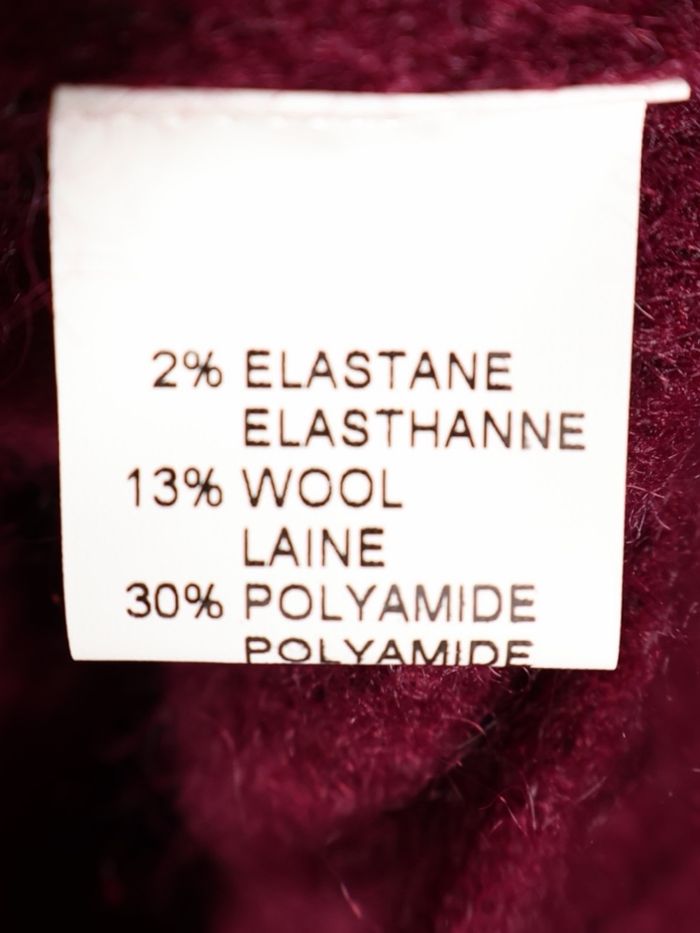 2% ELASTANE
ELASTHANNE
13% WOOL
LAINE
30% POLYAMIDE
POLYAMIDE